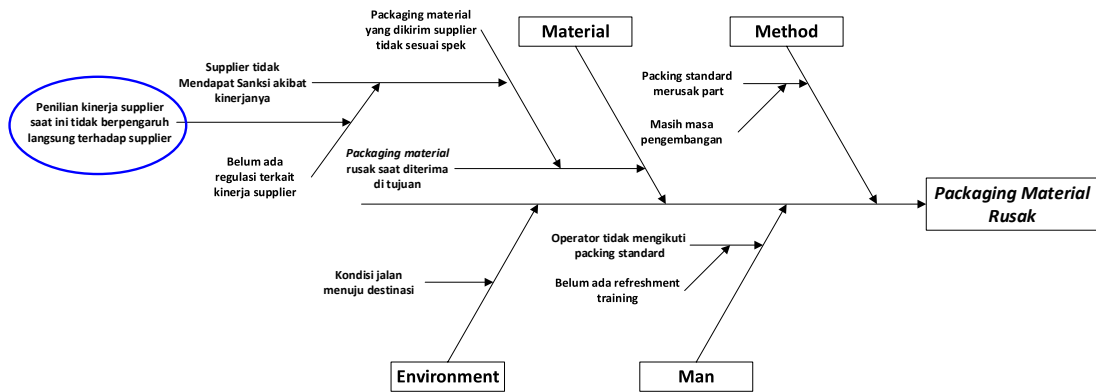 Packaging material
yang dikirim supplier
tidak sesuai spek
Material
Method
Supplier tidak
Mendapat Sanksi akibat
kinerjanya
Packing standard
merusak part
Penilian kinerja supplier
saat ini tidak berpengaruh
langsung terhadap supplier
Masih masa
pengembangan
Belum ada
regulasi terkait
kinerja supplier
Packaging material
rusak saat diterima
di tujuan
Packaging Material
Rusak
Operator tidak mengikuti
packing standard
Kondisi jalan
menuju destinasi
Belum ada refreshment
training
Environment
Man